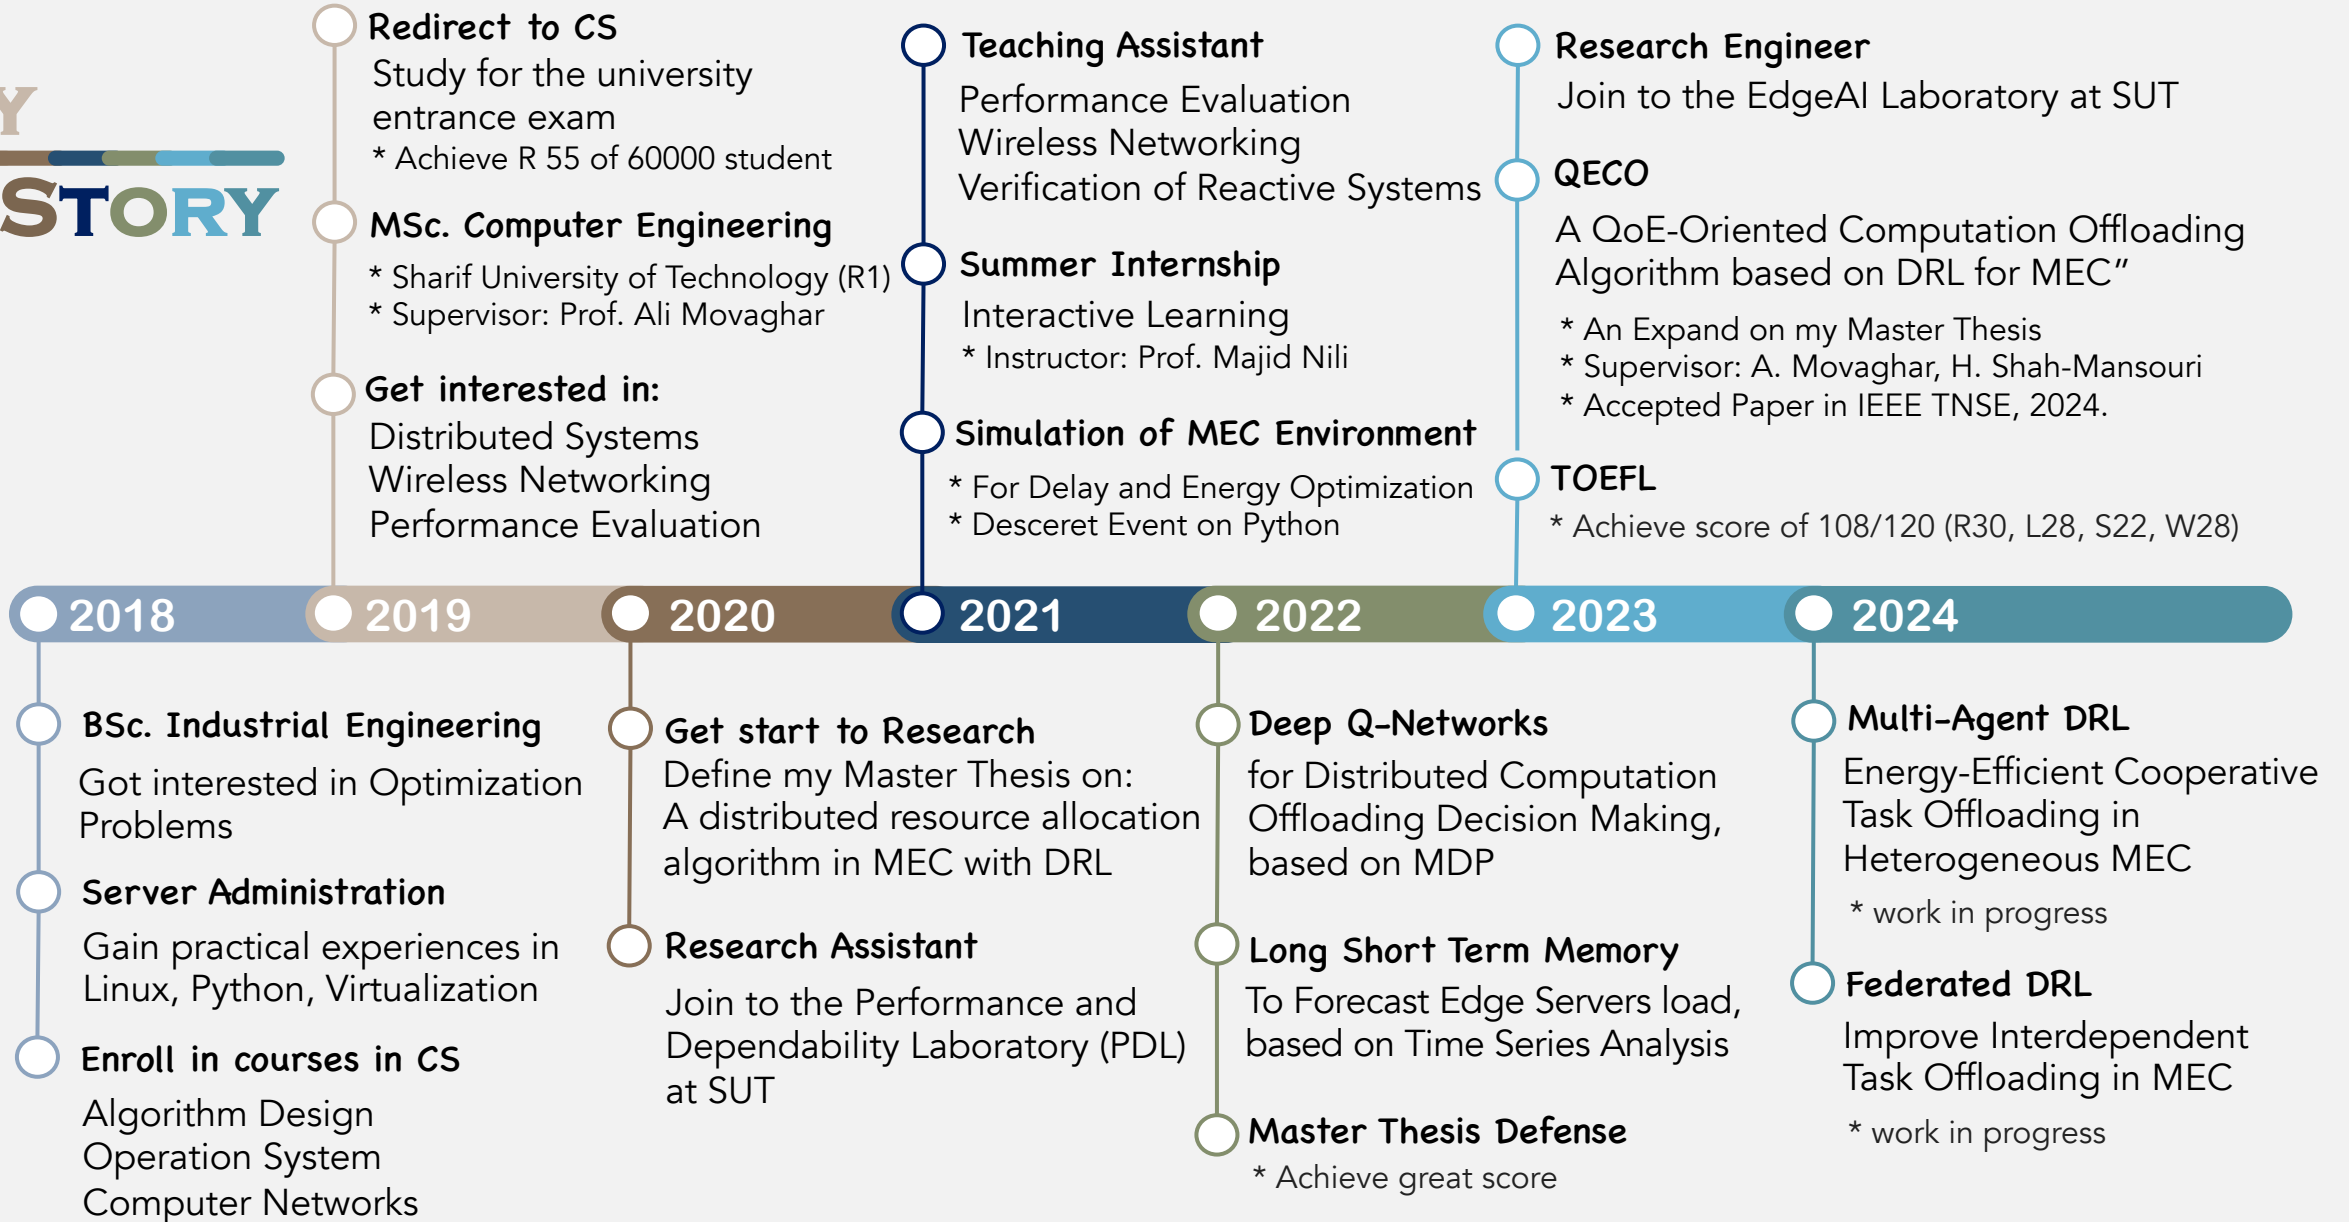 Y
STORY
Redirect to CS
Study for the university
entrance exam
* Achieve R 55 of 60000 student
MSc. Computer Engineering
* Sharif University of Technology (R1)
* Supervisor: Prof. Ali Movaghar
Get interested in:
Distributed Systems
Wireless Networking
Performance Evaluation
Teaching Assistant
Performance Evaluation
Wireless Networking
Verification of Reactive Systems
Summer Internship
Interactive Learning
* Instructor: Prof. Majid Nili
Simulation of MEC Environment
* For Delay and Energy Optimization
* Desceret Event on Python
Research Engineer
Join to the EdgeAI Laboratory at SUT
QECO
A QoE-Oriented Computation Offloading
Algorithm based on DRL for MEC”
* An Expand on my Master Thesis
* Supervisor: A. Movaghar, H. Shah-Mansouri
* Accepted Paper in IEEE TNSE, 2024.
TOEFL
* Achieve score of 108/120 (R30, L28, S22, W28)
2018
2019
2020
2021
2022
2023
2024
BSc. Industrial Engineering
Got interested in Optimization
Problems
Server Administration
Gain practical experiences in
Linux, Python, Virtualization
Enroll in courses in CS
Algorithm Design
Operation System
Computer Networks
Get start to Research
Define my Master Thesis on:
A distributed resource allocation
algorithm in MEC with DRL
Research Assistant
Join to the Performance and
Dependability Laboratory (PDL)
at SUT
Deep Q-Networks
for Distributed Computation
Offloading Decision Making,
based on MDP
Long Short Term Memory
To Forecast Edge Servers load,
based on Time Series Analysis
Master Thesis Defense
* Achieve great score
Multi-Agent DRL
Energy-Efficient Cooperative
Task Offloading in
Heterogeneous MEC
* work in progress
Federated DRL
Improve Interdependent
Task Offloading in MEC
* work in progress